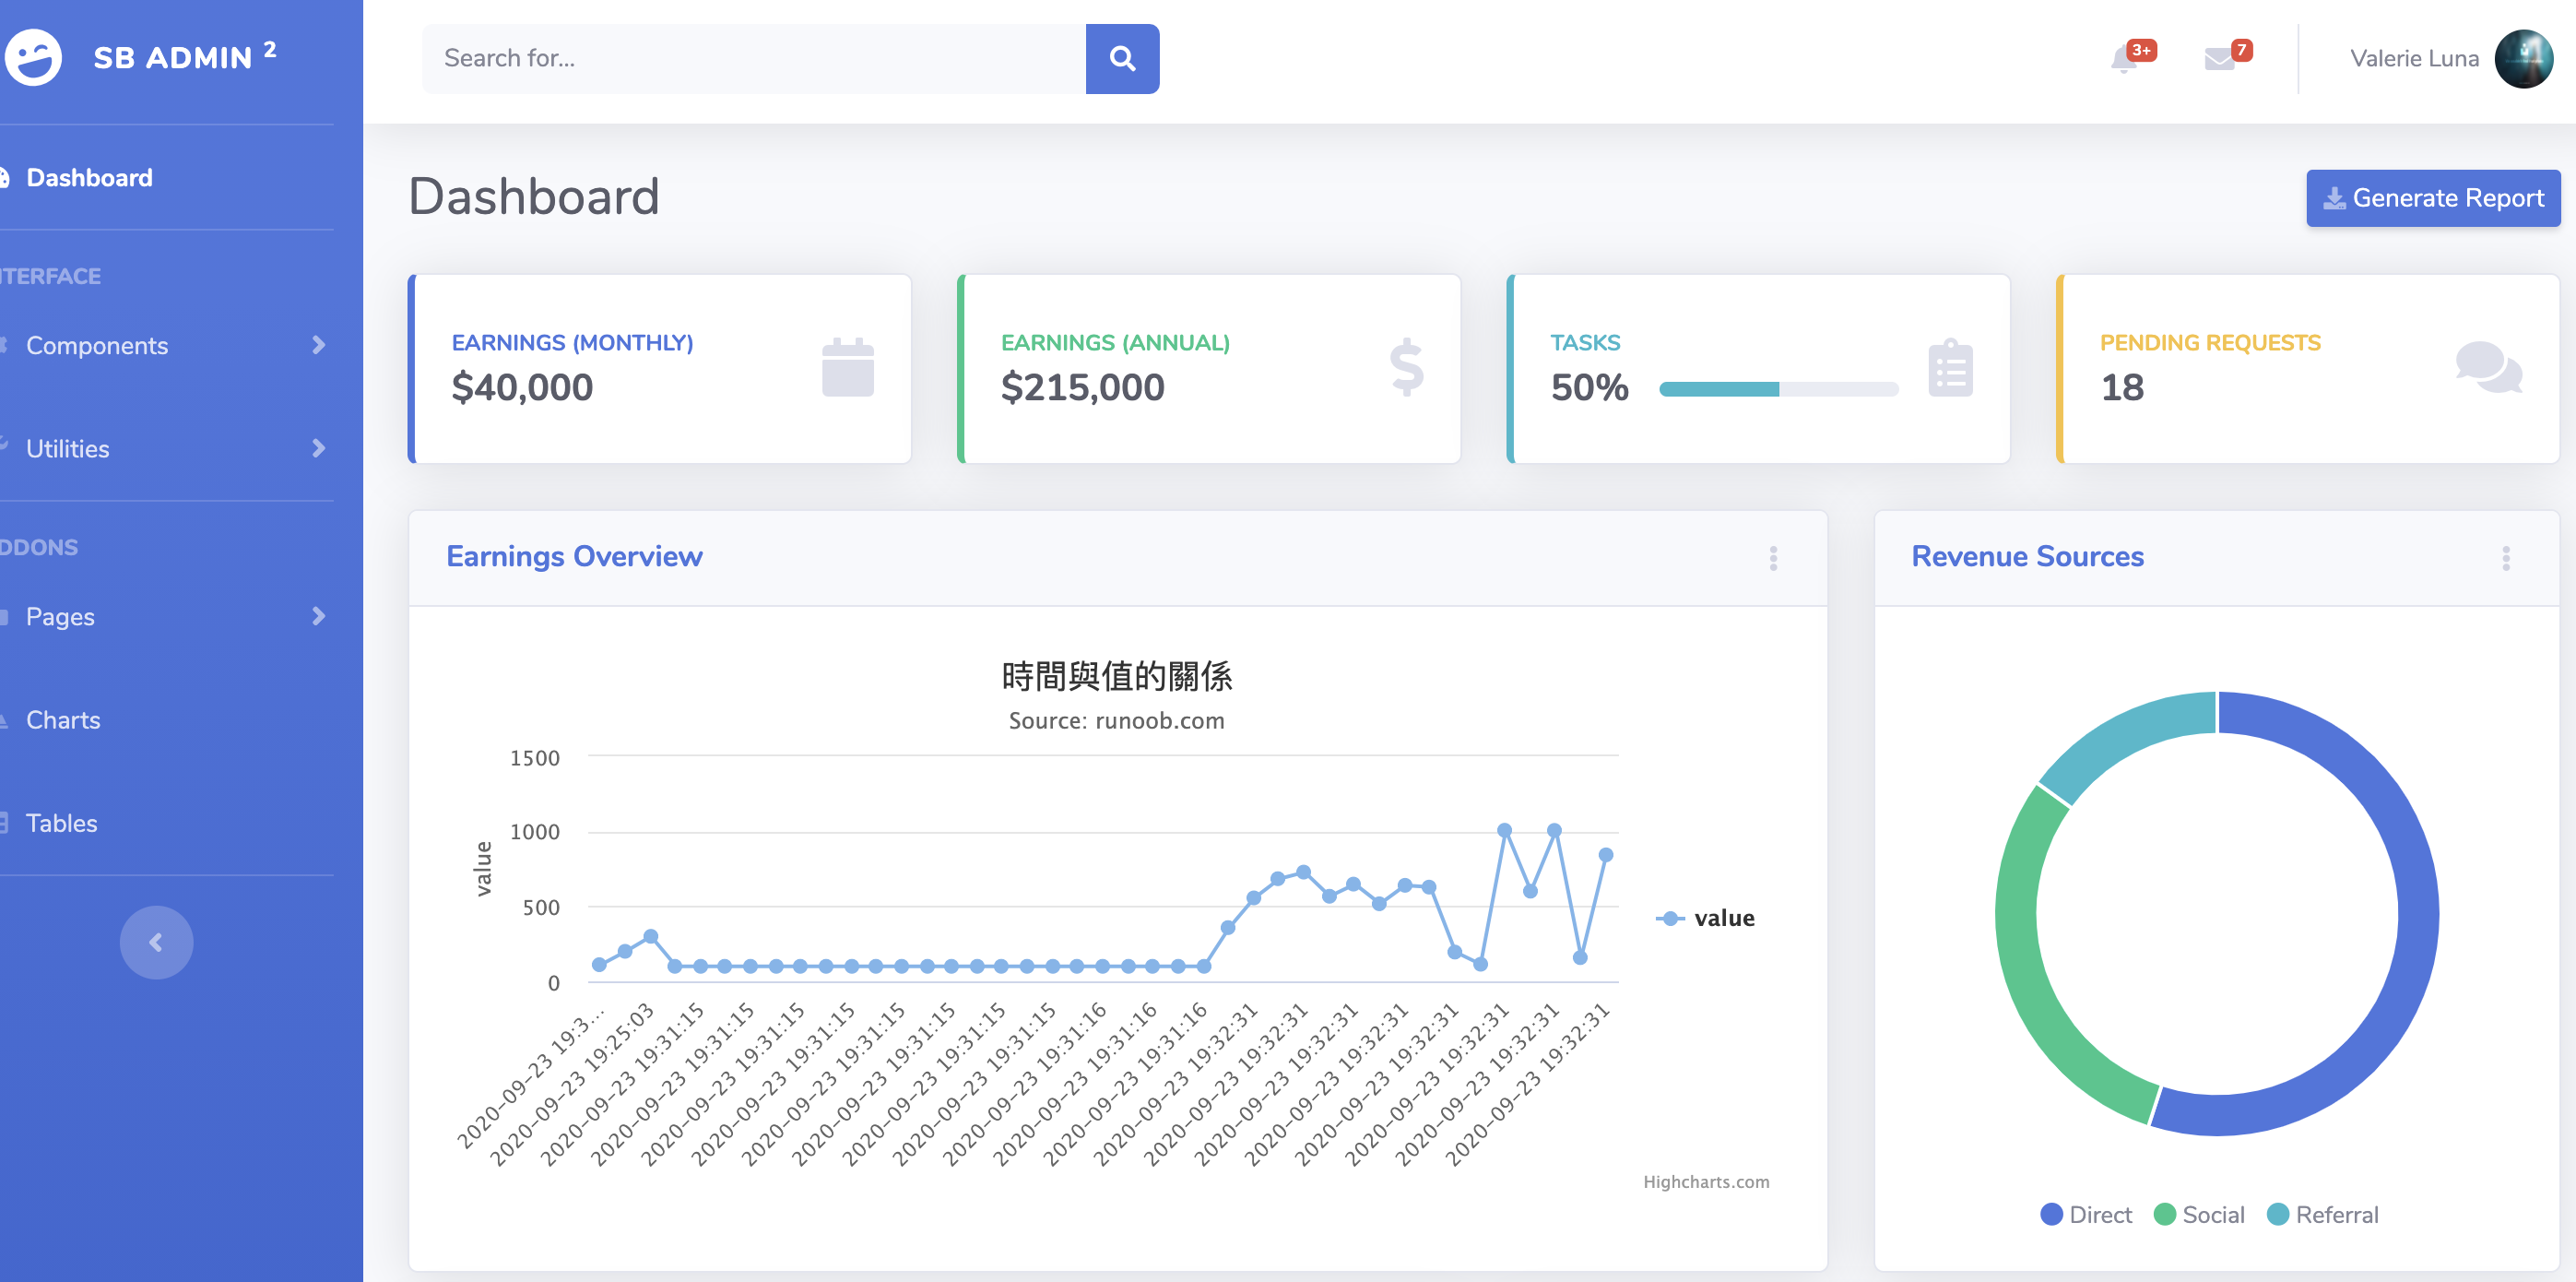 SB ADMIN 2
Search for...
3+
7
Valerie Luna
Dashboard
NTERFACE
Components
Utilities
DDONS
Pages
Charts
Tables
Dashboard
Generate Report
EARNINGS (MONTHLY)
$40,000
EARNINGS (ANNUAL)
$215,000
TASKS
50%
PENDING REQUESTS
18
Earnings Overview
時間與值的關係
Source: runoob.com
value
1500
1000
500
0
2020-09-23 19:3...
2020-09-23 19:25:03
2020-09-23 19:31:15
2020-09-23 19:31:15
2020-09-23 19:31:15
2020-09-23 19:31:15
2020-09-23 19:31:15
2020-09-23 19:31:15
2020-09-23 19:31:15
2020-09-23 19:31:15
2020-09-23 19:31:16
2020-09-23 19:31:16
2020-09-23 19:31:16
2020-09-23 19:32:31
2020-09-23 19:32:31
2020-09-23 19:32:31
2020-09-23 19:32:31
2020-09-23 19:32:31
2020-09-23 19:32:31
2020-09-23 19:32:31
2020-09-23 19:32:31
value
Highcharts.com
Revenue Sources
Direct
Social
Referral